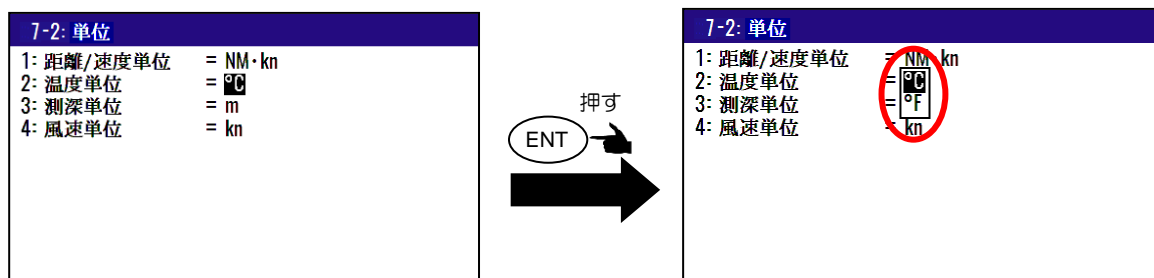 7-2: 単位
1: 距離/速度単位 = NM·kn
2: 温度単位 = °C
3: 測深単位 = m
4: 風速単位 = kn
押す
ENT
7-2: 単位
1: 距離/速度単位 = NM kn
2: 温度単位 = °C
3: 測深単位 = °F
4: 風速単位 = kn